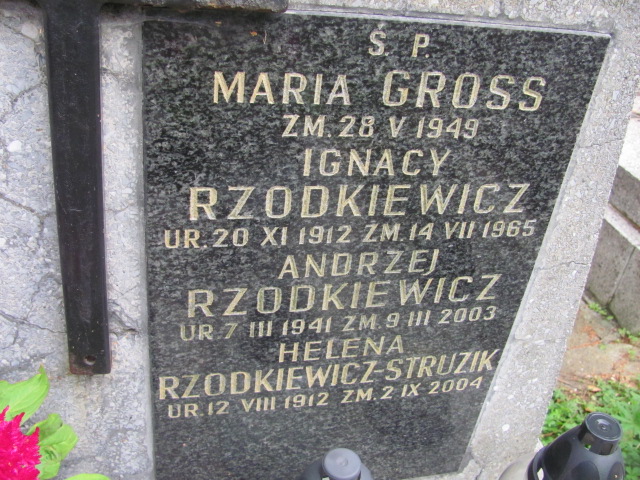 Ś. P.
MARIA GROSS
ZM. 28 V 1949
IGNACY
RZODKIEWICZ
UR. 20 XI 1912 ZM. 14 VII 1965
ANDRZEJ
RZODKIEWICZ
UR 7 III 1941 ZM. 9 III 2003
HELENA
RZODKIEWICZ-STRUZIK
UR. 12 VIII 1912 ZM. 2 IX 2004